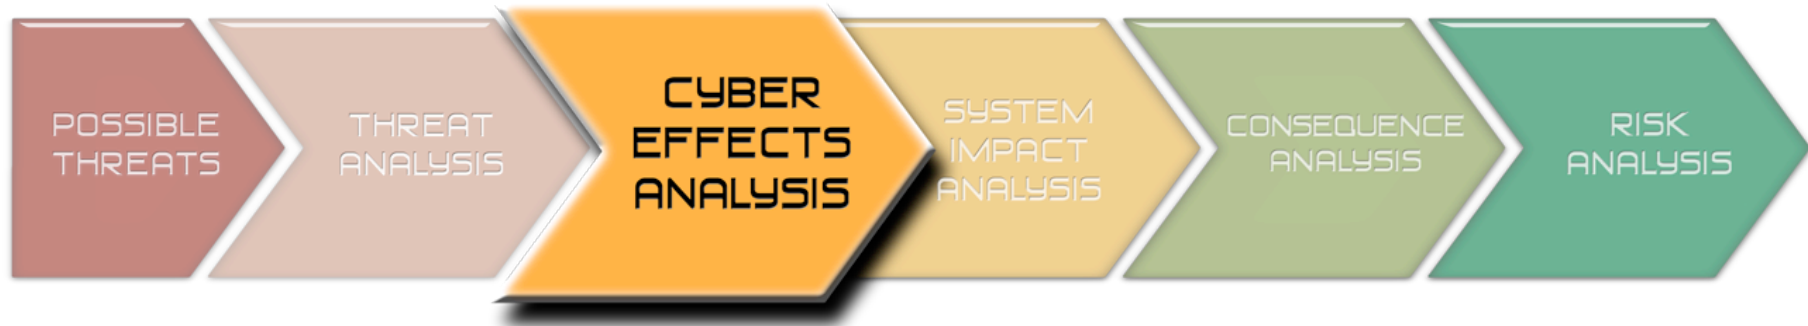 POSSIBLE
THREATS
THREAT
ANALYSIS
CYBER
EFFECTS
ANALYSIS
SYSTEM
IMPACT
ANALYSIS
CONSEQUENCE
ANALYSIS
RISK
ANALYSIS